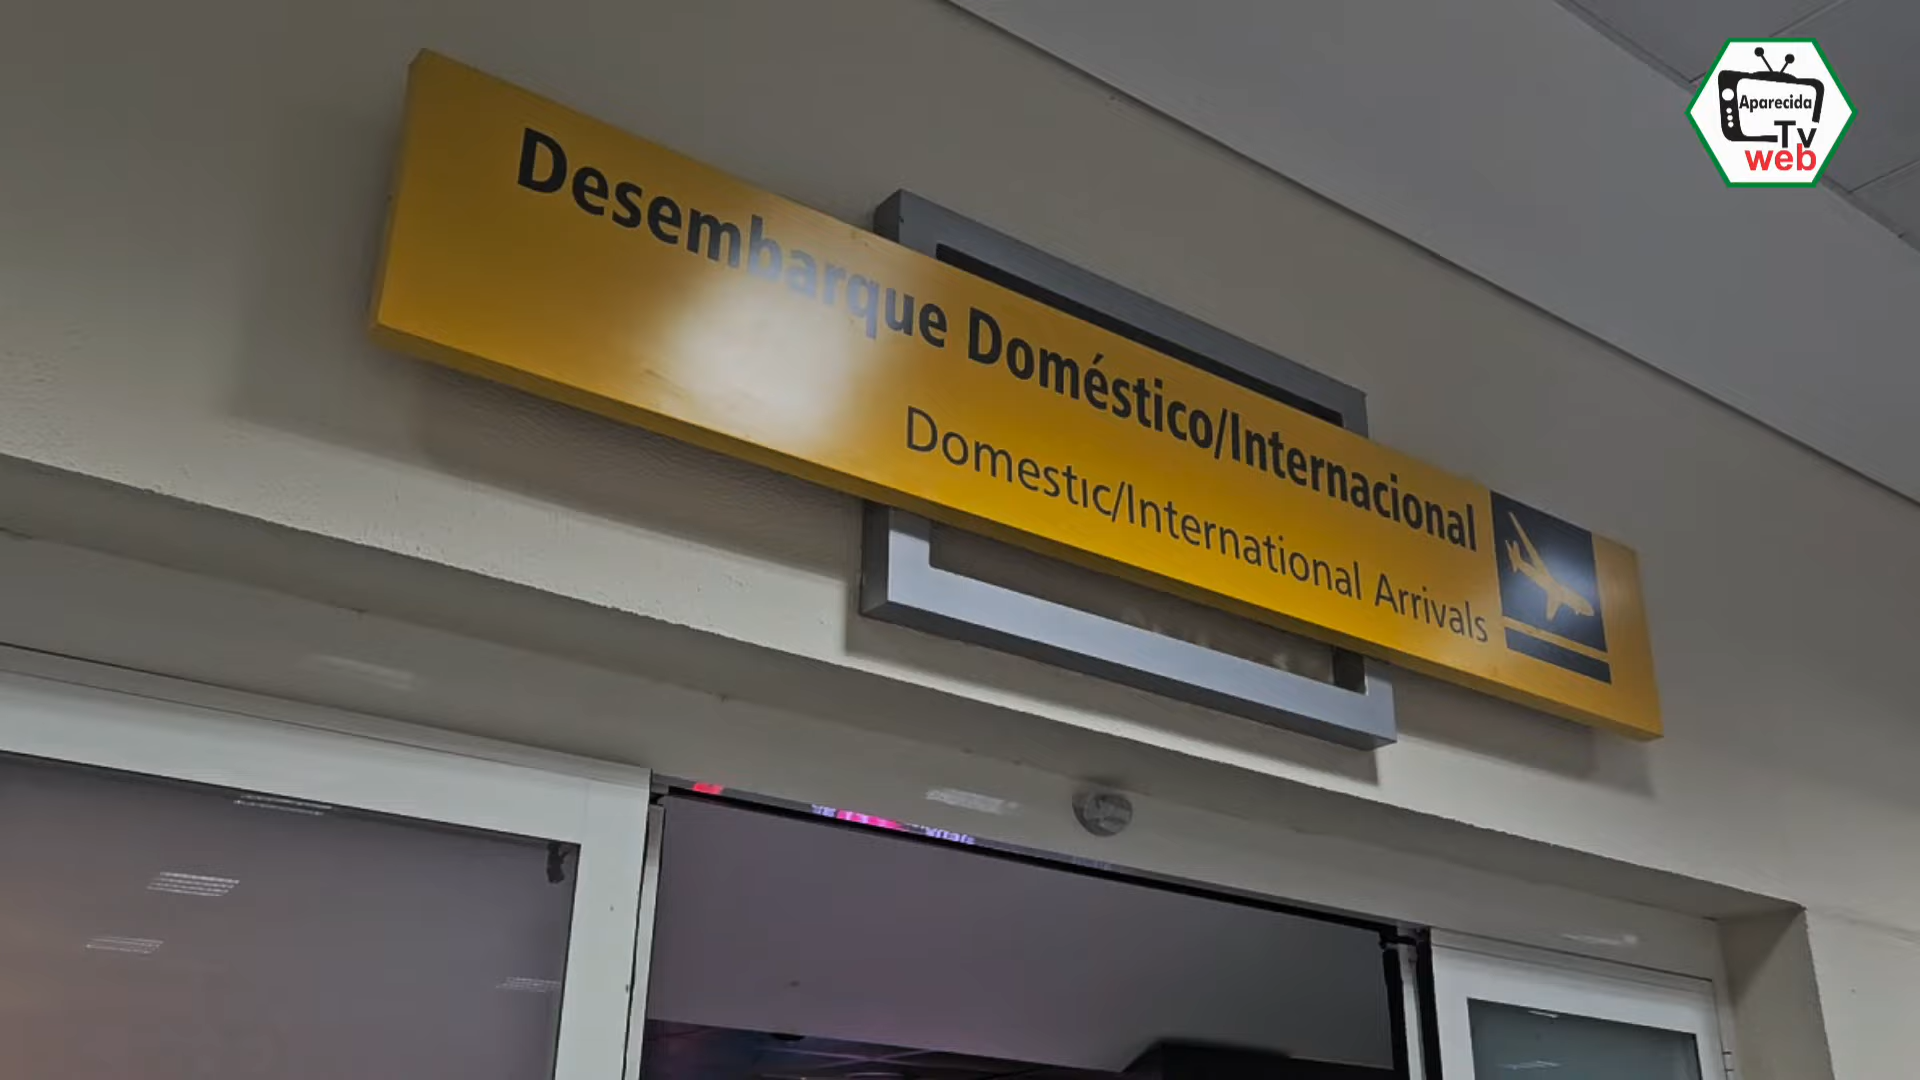 Desembarque Doméstico/Internacional
Domestic/International Arrivals
Aparecida
Tv
web